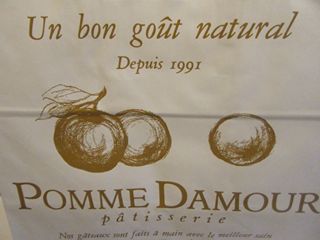 Un bon goût natural
Depuis 1991
POMME DAMOUR
pâtisserie
Nos gâteaux sont faits à main avec le meilleur soin